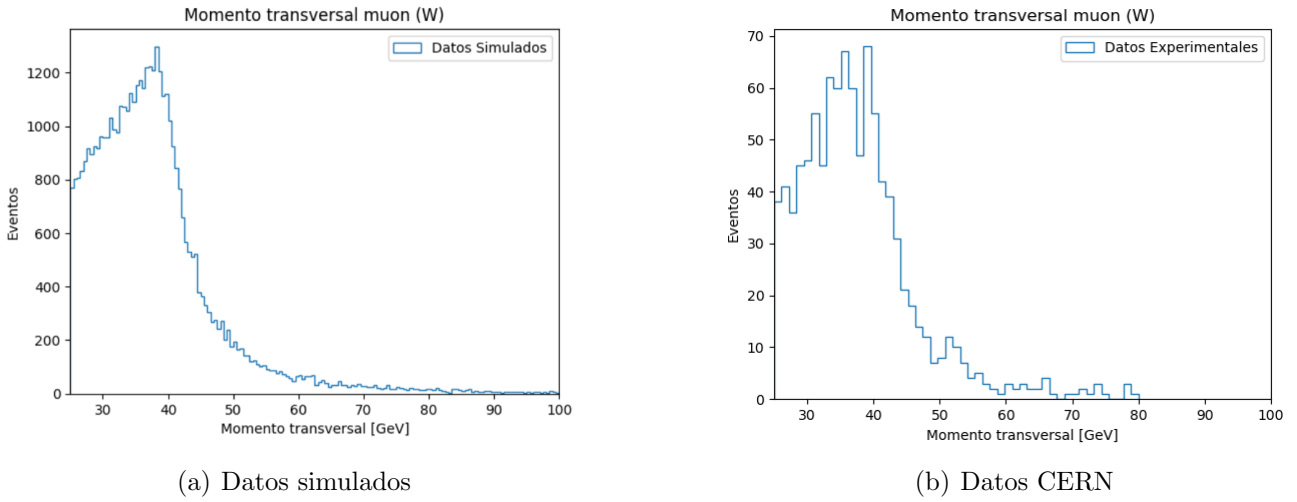 Momento transversal muon (W)
Datos Simulados
1200
1000
800
600
400
200
0
Eventos
30 40 50 60 70 80 90 100
Momento transversal [GeV]
(a) Datos simulados
Momento transversal muon (W)
Datos Experimentales
70
60
50
40
30
20
10
0
Eventos
30 40 50 60 70 80 90 100
Momento transversal [GeV]
(b) Datos CERN